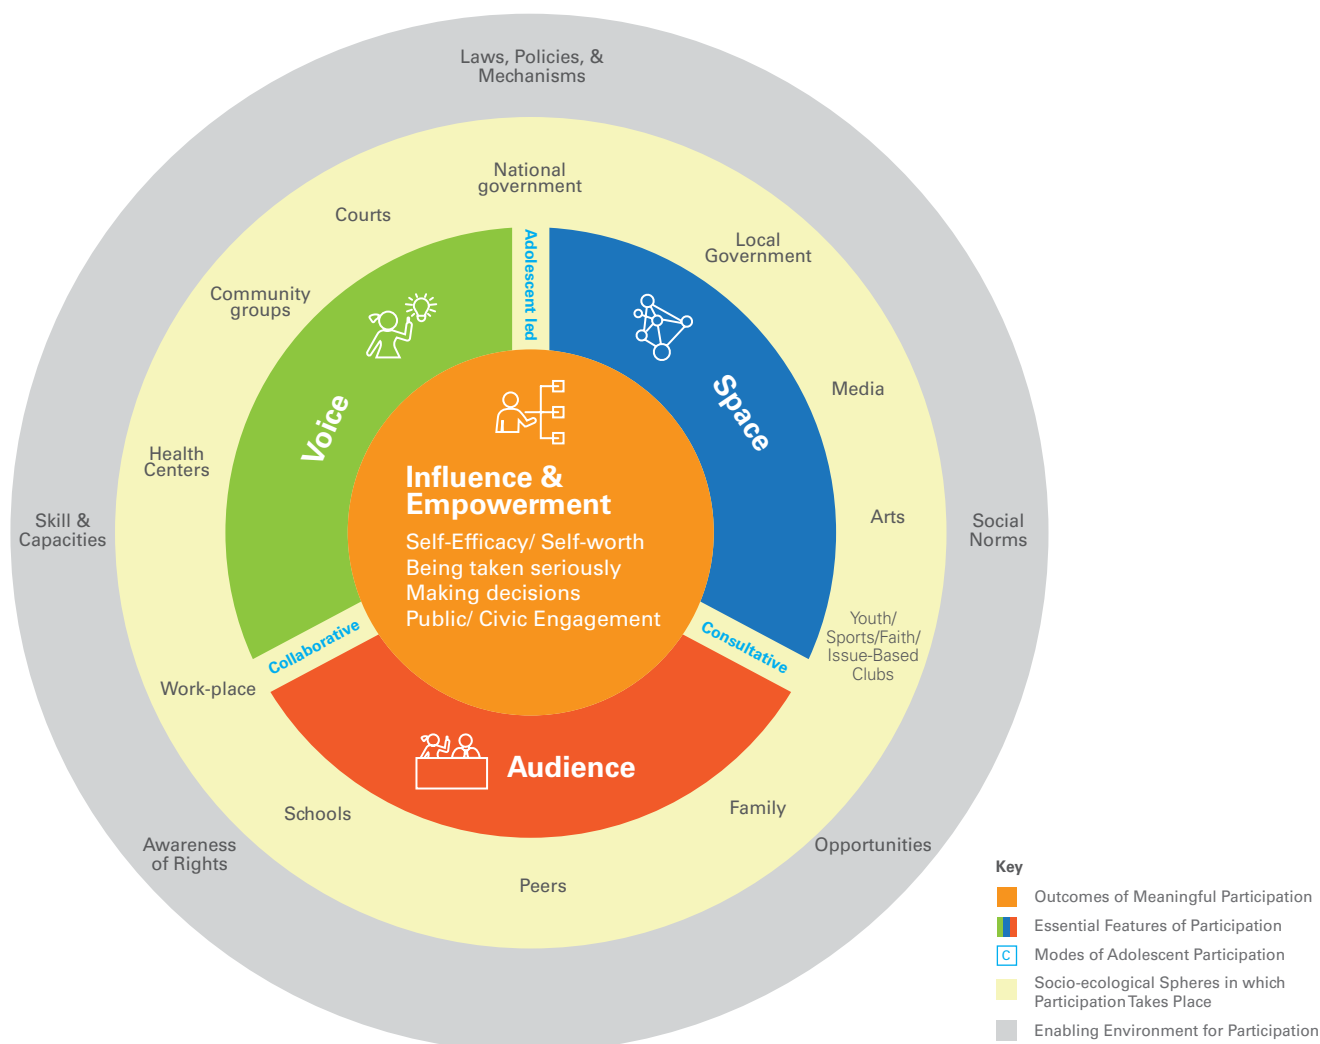 Laws, Policies, &
Mechanisms
National
government
Courts
Local
Government
Community
groups
Adolescent led
Voice
Space
Media
Health
Centers
Influence &
Empowerment
Self-Efficacy/ Self-worth
Being taken seriously
Making decisions
Public/ Civic Engagement
Arts
Skill &
Capacities
Social
Norms
Youth/
Sports/Faith/
Issue-Based
Clubs
Collaborative
Consultative
Work-place
Audience
Schools
Family
Peers
Awareness
of Rights
Opportunities
Key
Outcomes of Meaningful Participation
Essential Features of Participation
C
Modes of Adolescent Participation
Socio-ecological Spheres in which
Participation Takes Place
Enabling Environment for Participation